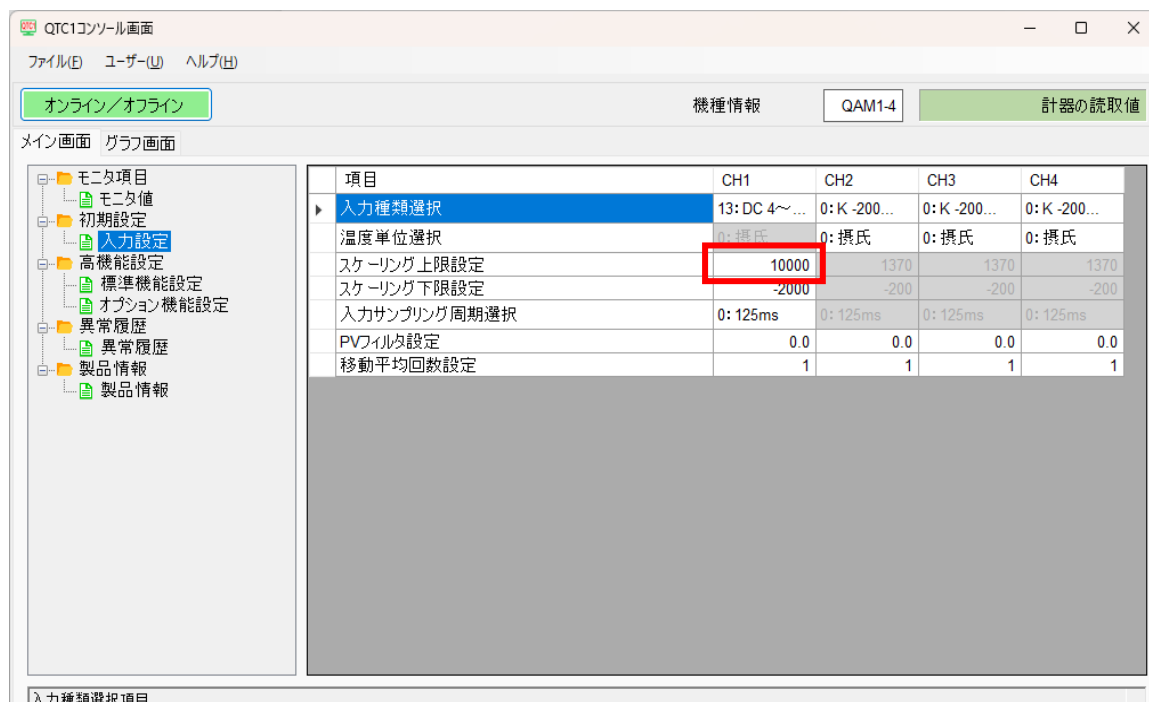 QTC1コンソール画面
ファイル(F) ユーザー(U) ヘルプ(H)
オンライン／オフライン 機種情報 QAM1-4 計器の読取値
メイン画面 グラフ画面
モニタ項目
モニタ値
初期設定
入力設定
高機能設定
標準機能設定
オプション機能設定
異常履歴
異常履歴
製品情報
製品情報
項目 CH1 CH2 CH3 CH4
入力種類選択 13: DC 4～... 0: K -200... 0: K -200... 0: K -200...
温度単位選択 0: 摂氏 0: 摂氏 0: 摂氏 0: 摂氏
スケーリング上限設定 10000 1370 1370 1370
スケーリング下限設定 -2000 -200 -200 -200
入力サンプリング周期選択 0: 125ms 0: 125ms 0: 125ms 0: 125ms
PVフィルタ設定 0.0 0.0 0.0 0.0
移動平均回数設定 1 1 1 1
入力種類選択項目